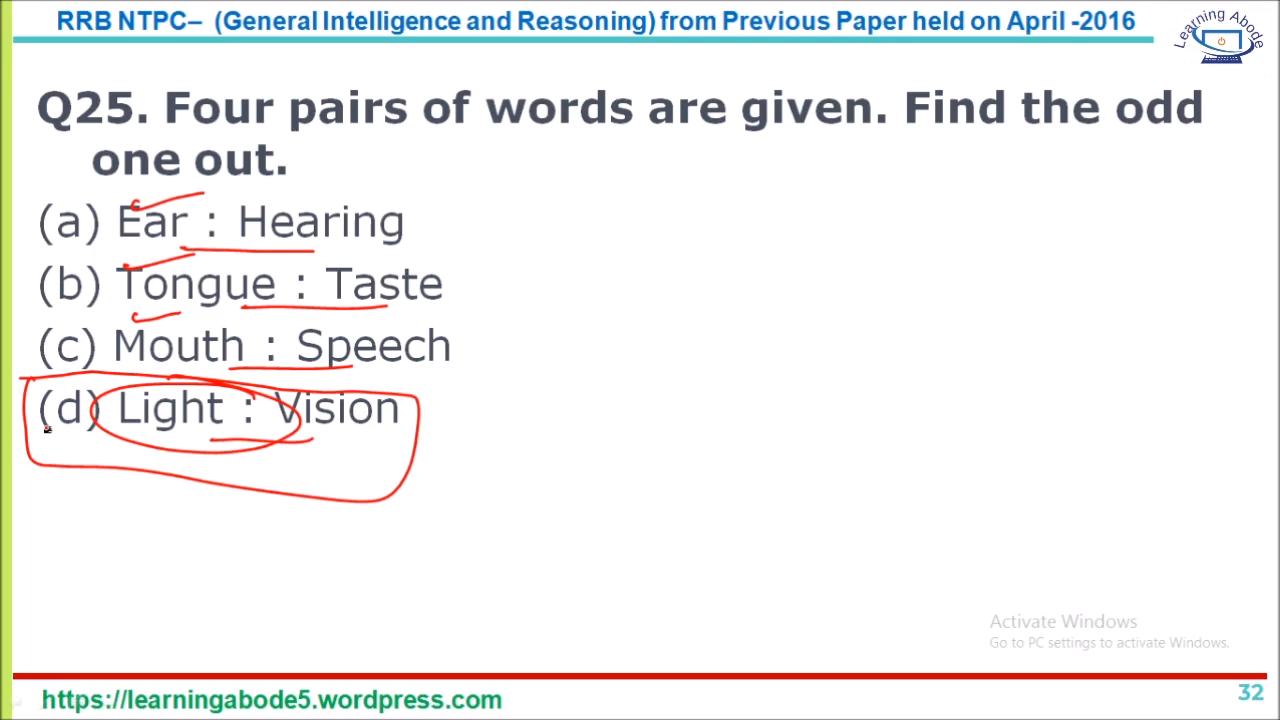 RRB NTPC– (General Intelligence and Reasoning) from Previous Paper held on April -2016
Learning Abode
Q25. Four pairs of words are given. Find the odd
one out.
(a) Ear : Hearing
(b) Tongue : Taste
(c) Mouth : Speech
(d) Light : Vision
Activate Windows
Go to PC settings to activate Windows.
https://learningabode5.wordpress.com
32